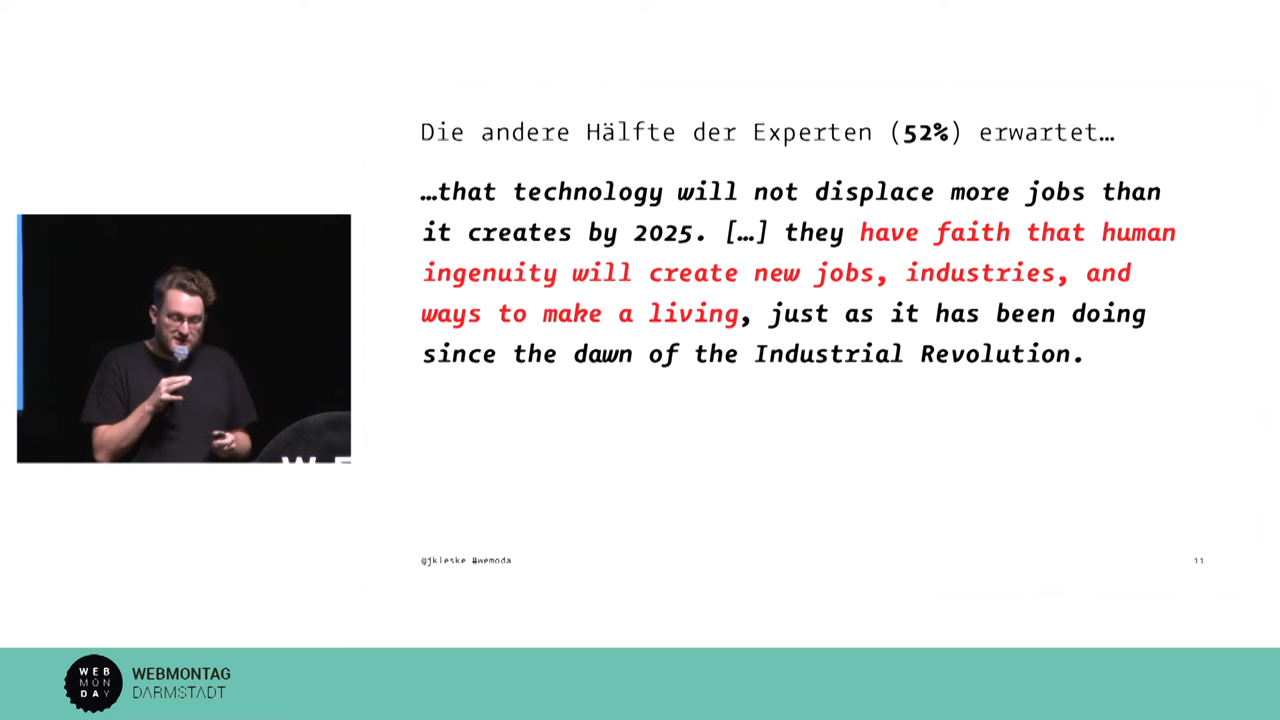 Die andere Hälfte der Experten (52%) erwartet…
…that technology will not displace more jobs than
it creates by 2025. […] they have faith that human
ingenuity will create new jobs, industries, and
ways to make a living, just as it has been doing
since the dawn of the Industrial Revolution.
@jkleske #wemoda
11
WEB
MON
DAY
WEBMONTAG
DARMSTADT